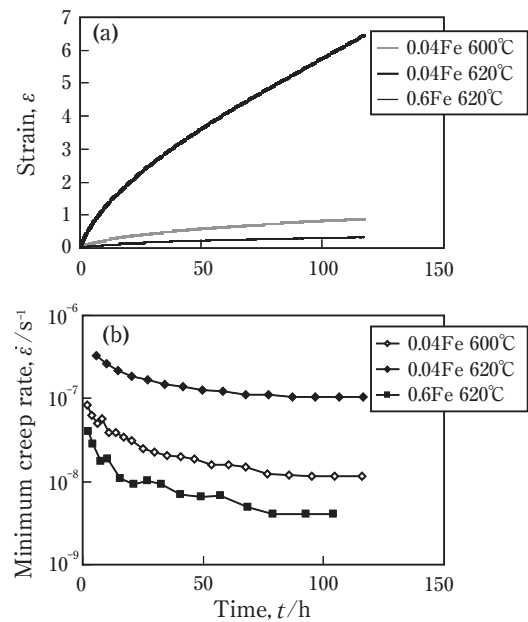 (a)
7
6
5
4
3
2
1
0
Strain, ε
0 50 100 150
0.04Fe 600℃
0.04Fe 620℃
0.6Fe 620℃
(b)
10⁻⁶
10⁻⁷
10⁻⁸
10⁻⁹
Minimum creep rate, ε̇/s⁻¹
0 50 100 150
Time, t/h
0.04Fe 600℃
0.04Fe 620℃
0.6Fe 620℃